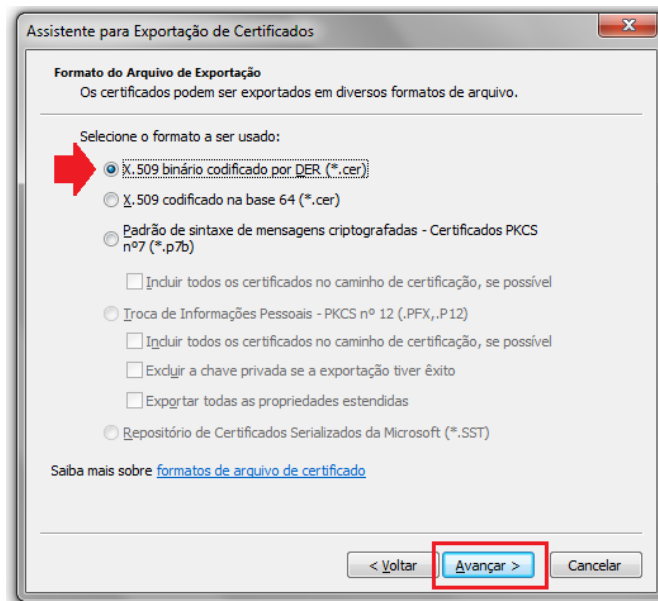 Assistente para Exportação de Certificados
Formato do Arquivo de Exportação
Os certificados podem ser exportados em diversos formatos de arquivo.
Selecione o formato a ser usado:
X.509 binário codificado por DER (*.cer)
X.509 codificado na base 64 (*.cer)
Padrão de sintaxe de mensagens criptografadas - Certificados PKCS
nº7 (*.p7b)
Incluir todos os certificados no caminho de certificação, se possível
Troca de Informações Pessoais - PKCS nº 12 (.PFX,.P12)
Incluir todos os certificados no caminho de certificação, se possível
Excluir a chave privada se a exportação tiver êxito
Exportar todas as propriedades estendidas
Repositório de Certificados Serializados da Microsoft (*.SST)
Saiba mais sobre formatos de arquivo de certificado
< Voltar
Avançar >
Cancelar